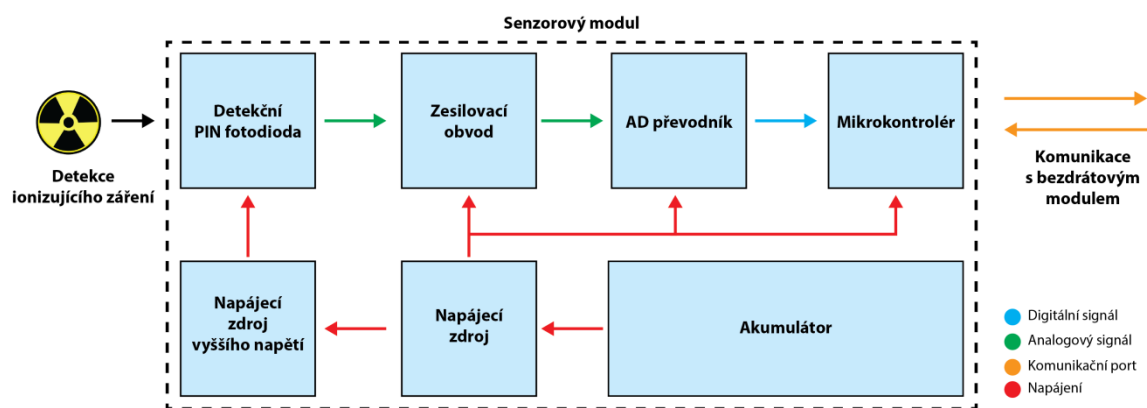 Senzorový modul
Detekce
ionizujícího záření
Detekční
PIN fotodioda
Zesilovací
obvod
AD převodník
Mikrokontrolér
Komunikace
s bezdrátovým
modulem
Napájecí
zdroj
vyššího napětí
Napájecí
zdroj
Akumulátor
Digitální signál
Analogový signál
Komunikační port
Napájení